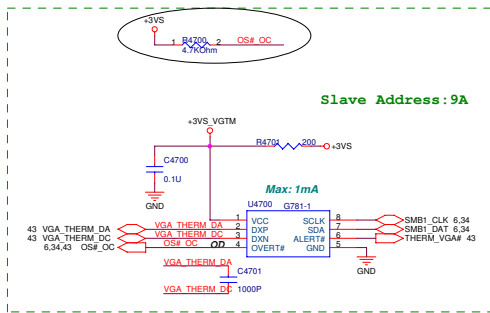 +3VS
1 R4700 2 OS#_OC
4.7KOhm
Slave Address:9A
+3VS_VGTM
R4701 200 +3VS
C4700
0.1U
GND
Max: 1mA
U4700 G781-1
43 VGA_THERM_DA VGA_THERM_DA 1 VCC SCLK 8 SMB1_CLK 6,34
43 VGA_THERM_DC VGA_THERM_DC 2 DXP SDA 7 SMB1_DAT 6,34
6,34,43 OS#_OC OS#_OC OD 3 DXN ALERT# 6 THERM_VGA# 43
4 OVERT# GND 5
GND
VGA_THERM_DA
C4701
1000P
VGA_THERM_DC